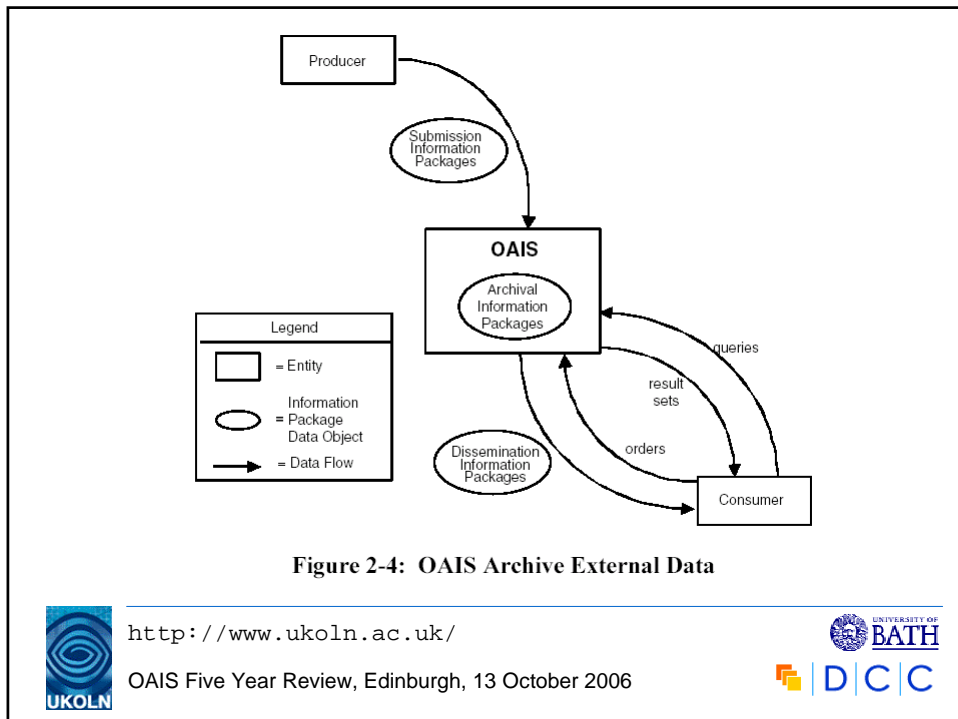 Producer
Submission
Information
Packages
OAIS
Archival
Information
Packages
queries
result
sets
orders
Dissemination
Information
Packages
Consumer
Legend
= Entity
Information
= Package
Data Object
= Data Flow
Figure 2-4: OAIS Archive External Data
http://www.ukoln.ac.uk/
OAIS Five Year Review, Edinburgh, 13 October 2006
UKOLN
UNIVERSITY OF
BATH
D|C|C